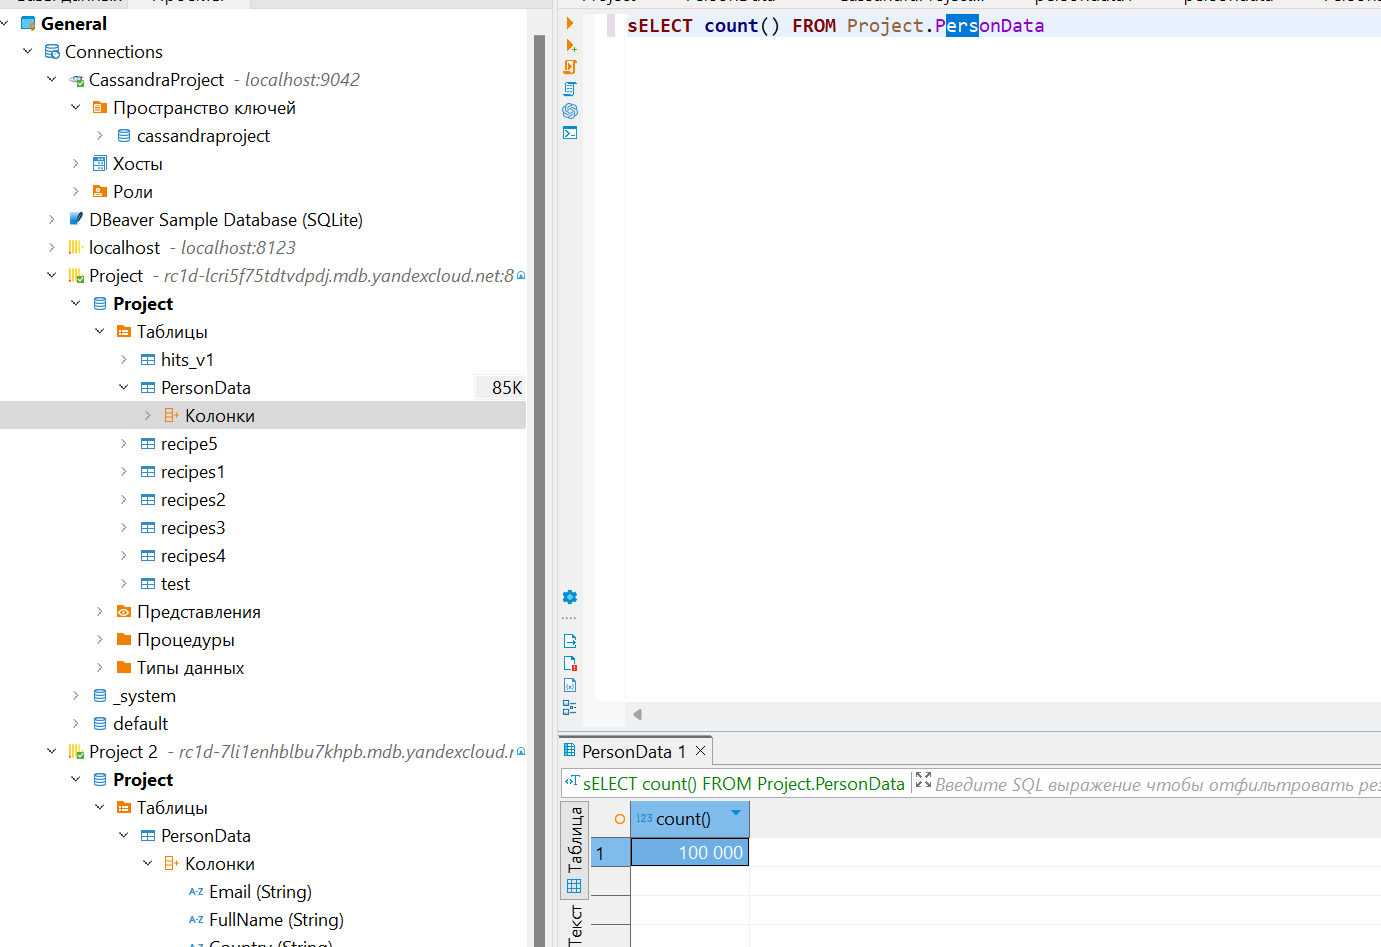 General
Connections
CassandraProject - localhost:9042
Пространство ключей
cassandraproject
Хосты
Роли
DBeaver Sample Database (SQLite)
localhost - localhost:8123
Project - rc1d-lcri5f75tdtvdpdj.mdb.yandexcloud.net:8
Project
Таблицы
hits_v1
PersonData 85K
Колонки
recipe5
recipes1
recipes2
recipes3
recipes4
test
Представления
Процедуры
Типы данных
_system
default
Project 2 - rc1d-7li1enhblbu7khpb.mdb.yandexcloud.r
Project
Таблицы
PersonData
Колонки
A-Z Email (String)
A-Z FullName (String)
A-Z Country (String)
sELECT count() FROM Project.PersonData
PersonData 1
sELECT count() FROM Project.PersonData Введите SQL выражение чтобы отфильтровать рез
Таблица
Текст
123 count()
1 100 000